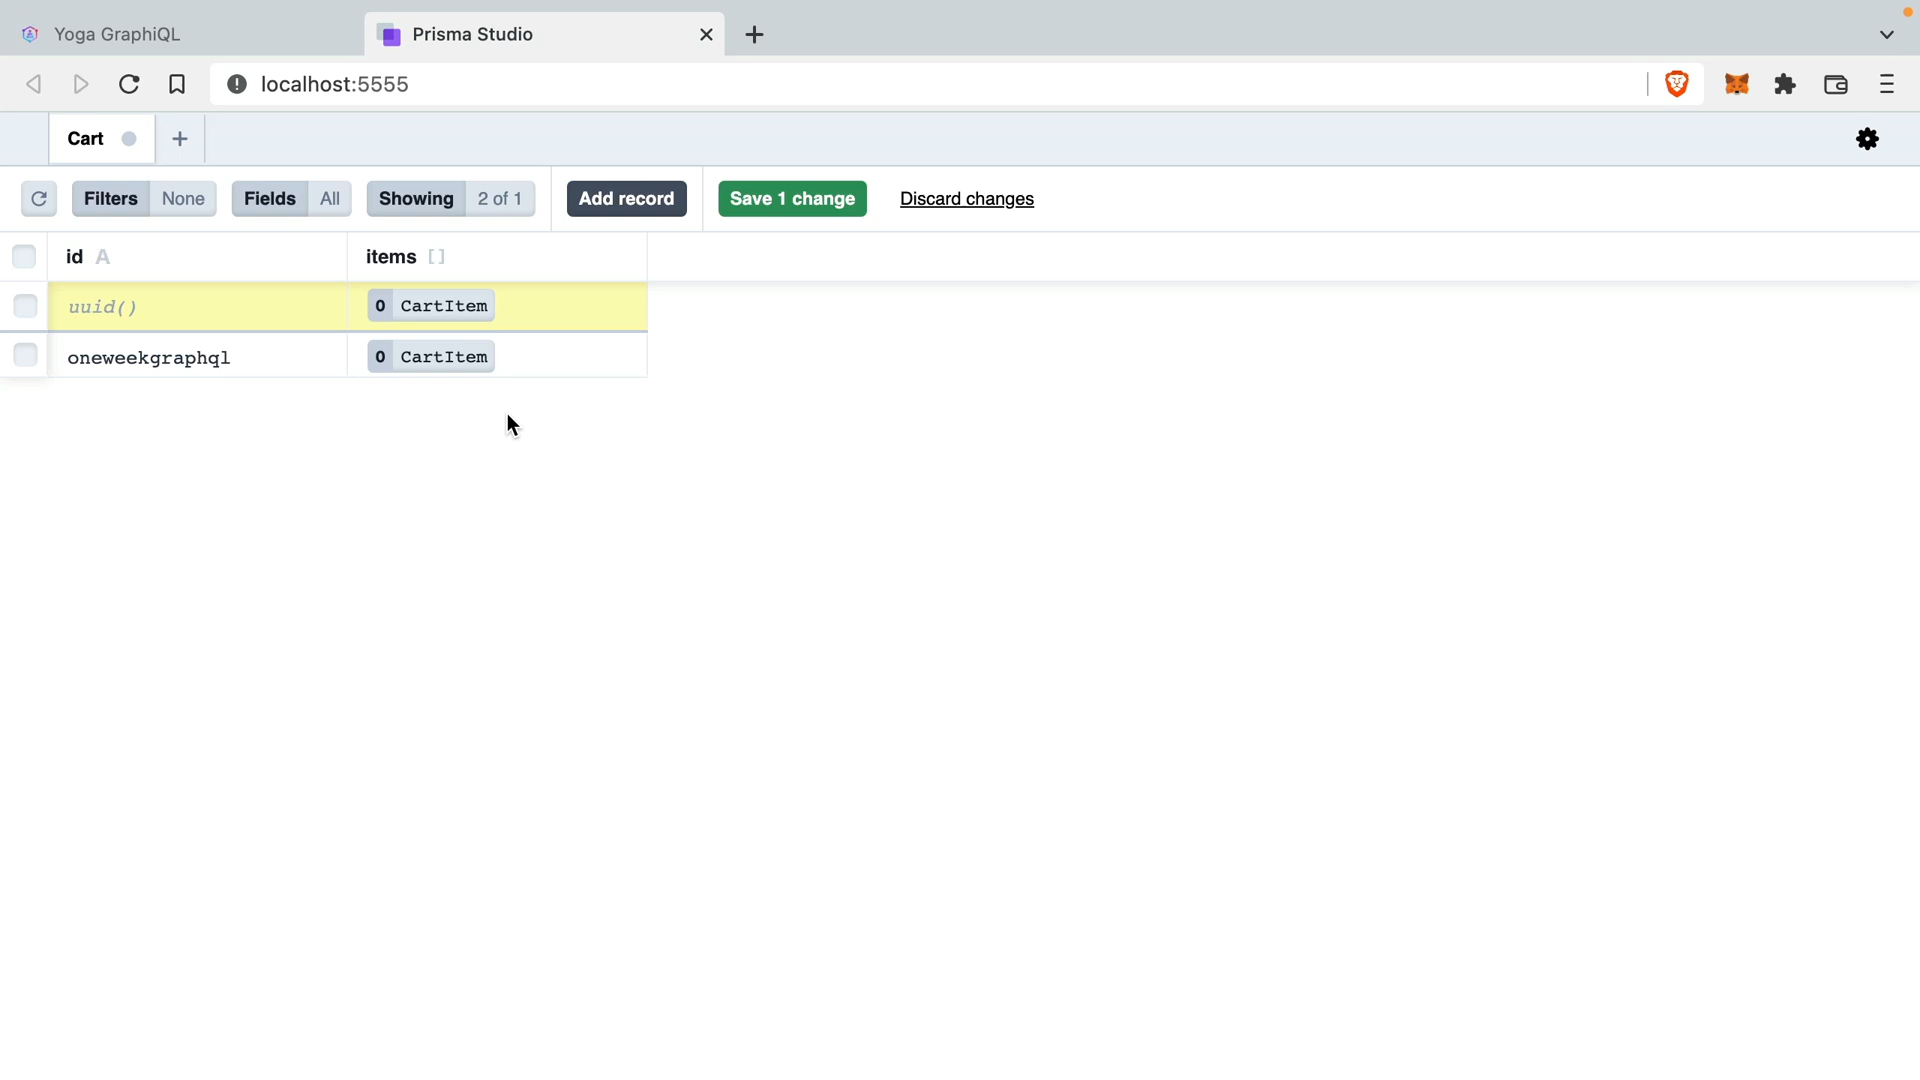 Yoga GraphiQL
Prisma Studio
localhost:5555
Cart
Filters None Fields All Showing 2 of 1 Add record Save 1 change Discard changes
id A items []
uuid() 0 CartItem
oneweekgraphql 0 CartItem